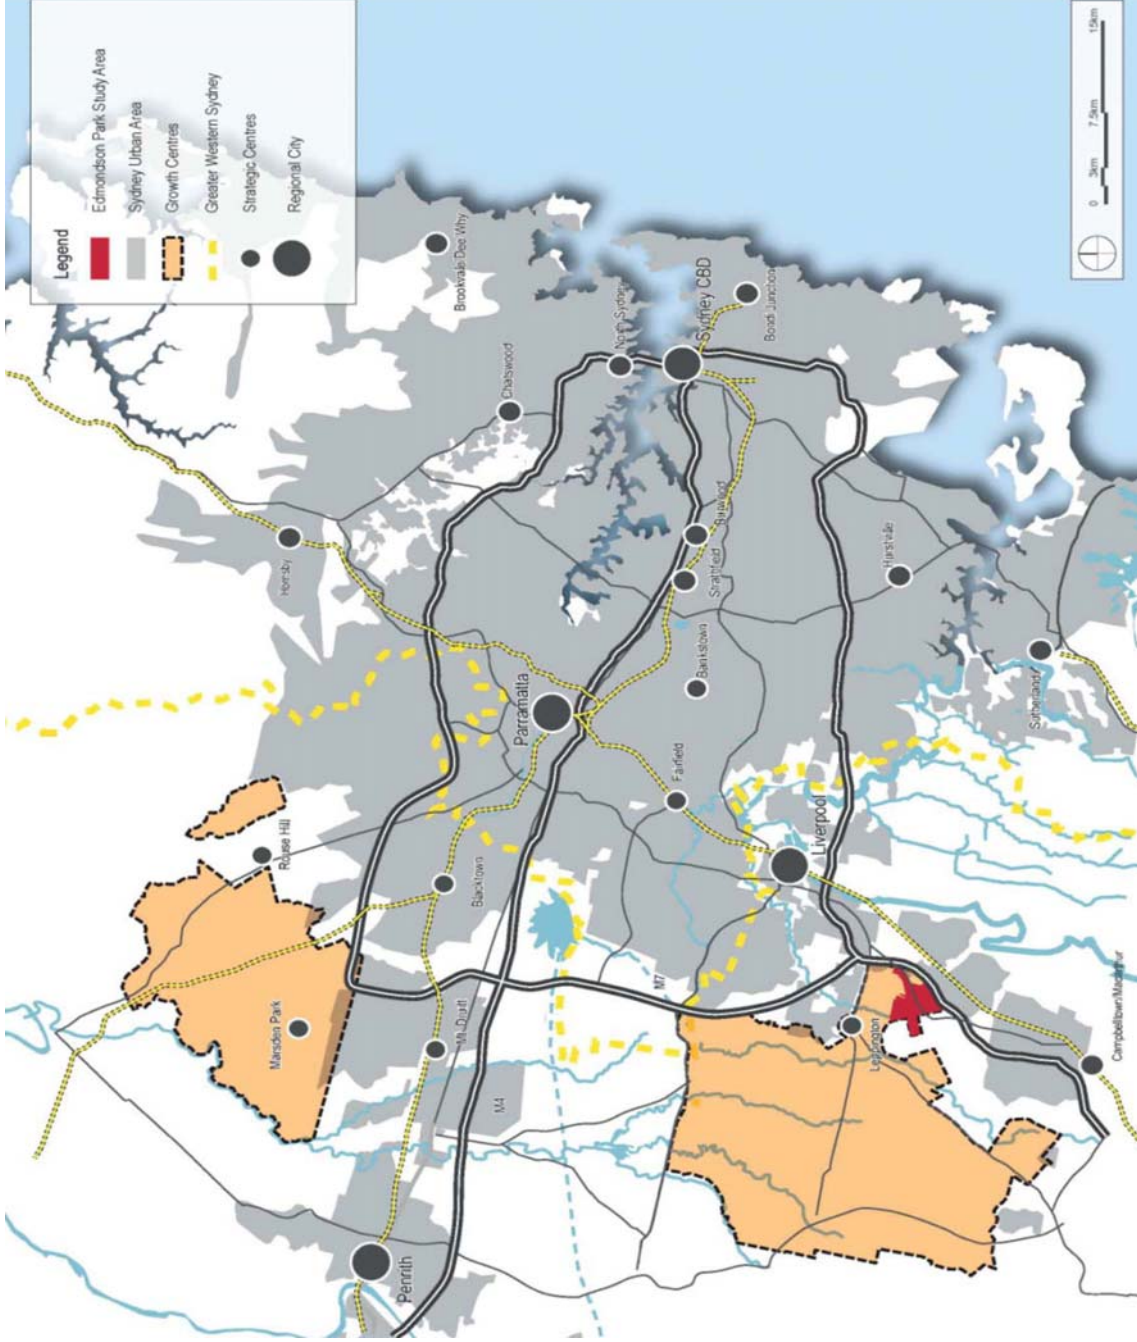 Legend
Edmondson Park Study Area
Sydney Urban Area
Growth Centres
Greater Western Sydney
Strategic Centres
Regional City
0 3km 7.5km 15km
Brookvale Dee Why
Hornsby
Chatswood
North Sydney
Sydney CBD
Bondi Junction
Rouse Hill
Marsden Park
Blacktown
Parramatta
Strathfield
Burwood
Bankstown
Hurstville
Sutherland
Fairfield
Liverpool
Mt Druitt
M4
M7
Penrith
Leppington
Campbelltown/Macarthur